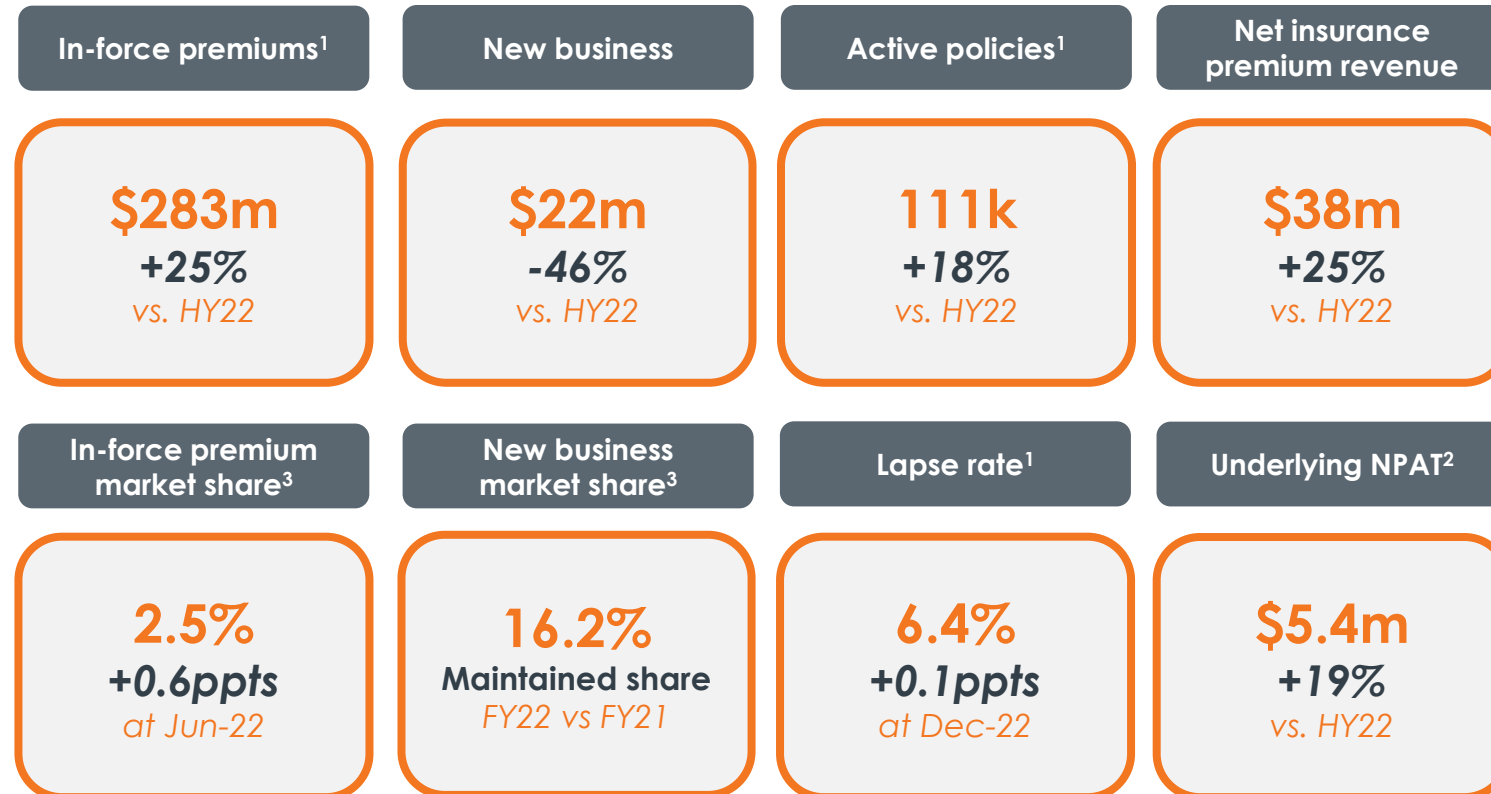 In-force premiums¹
New business
Active policies¹
Net insurance
premium revenue
$283m
+25%
vs. HY22
$22m
-46%
vs. HY22
111k
+18%
vs. HY22
$38m
+25%
vs. HY22
In-force premium
market share³
New business
market share³
Lapse rate¹
Underlying NPAT²
2.5%
+0.6ppts
at Jun-22
16.2%
Maintained share
FY22 vs FY21
6.4%
+0.1ppts
at Dec-22
$5.4m
+19%
vs. HY22